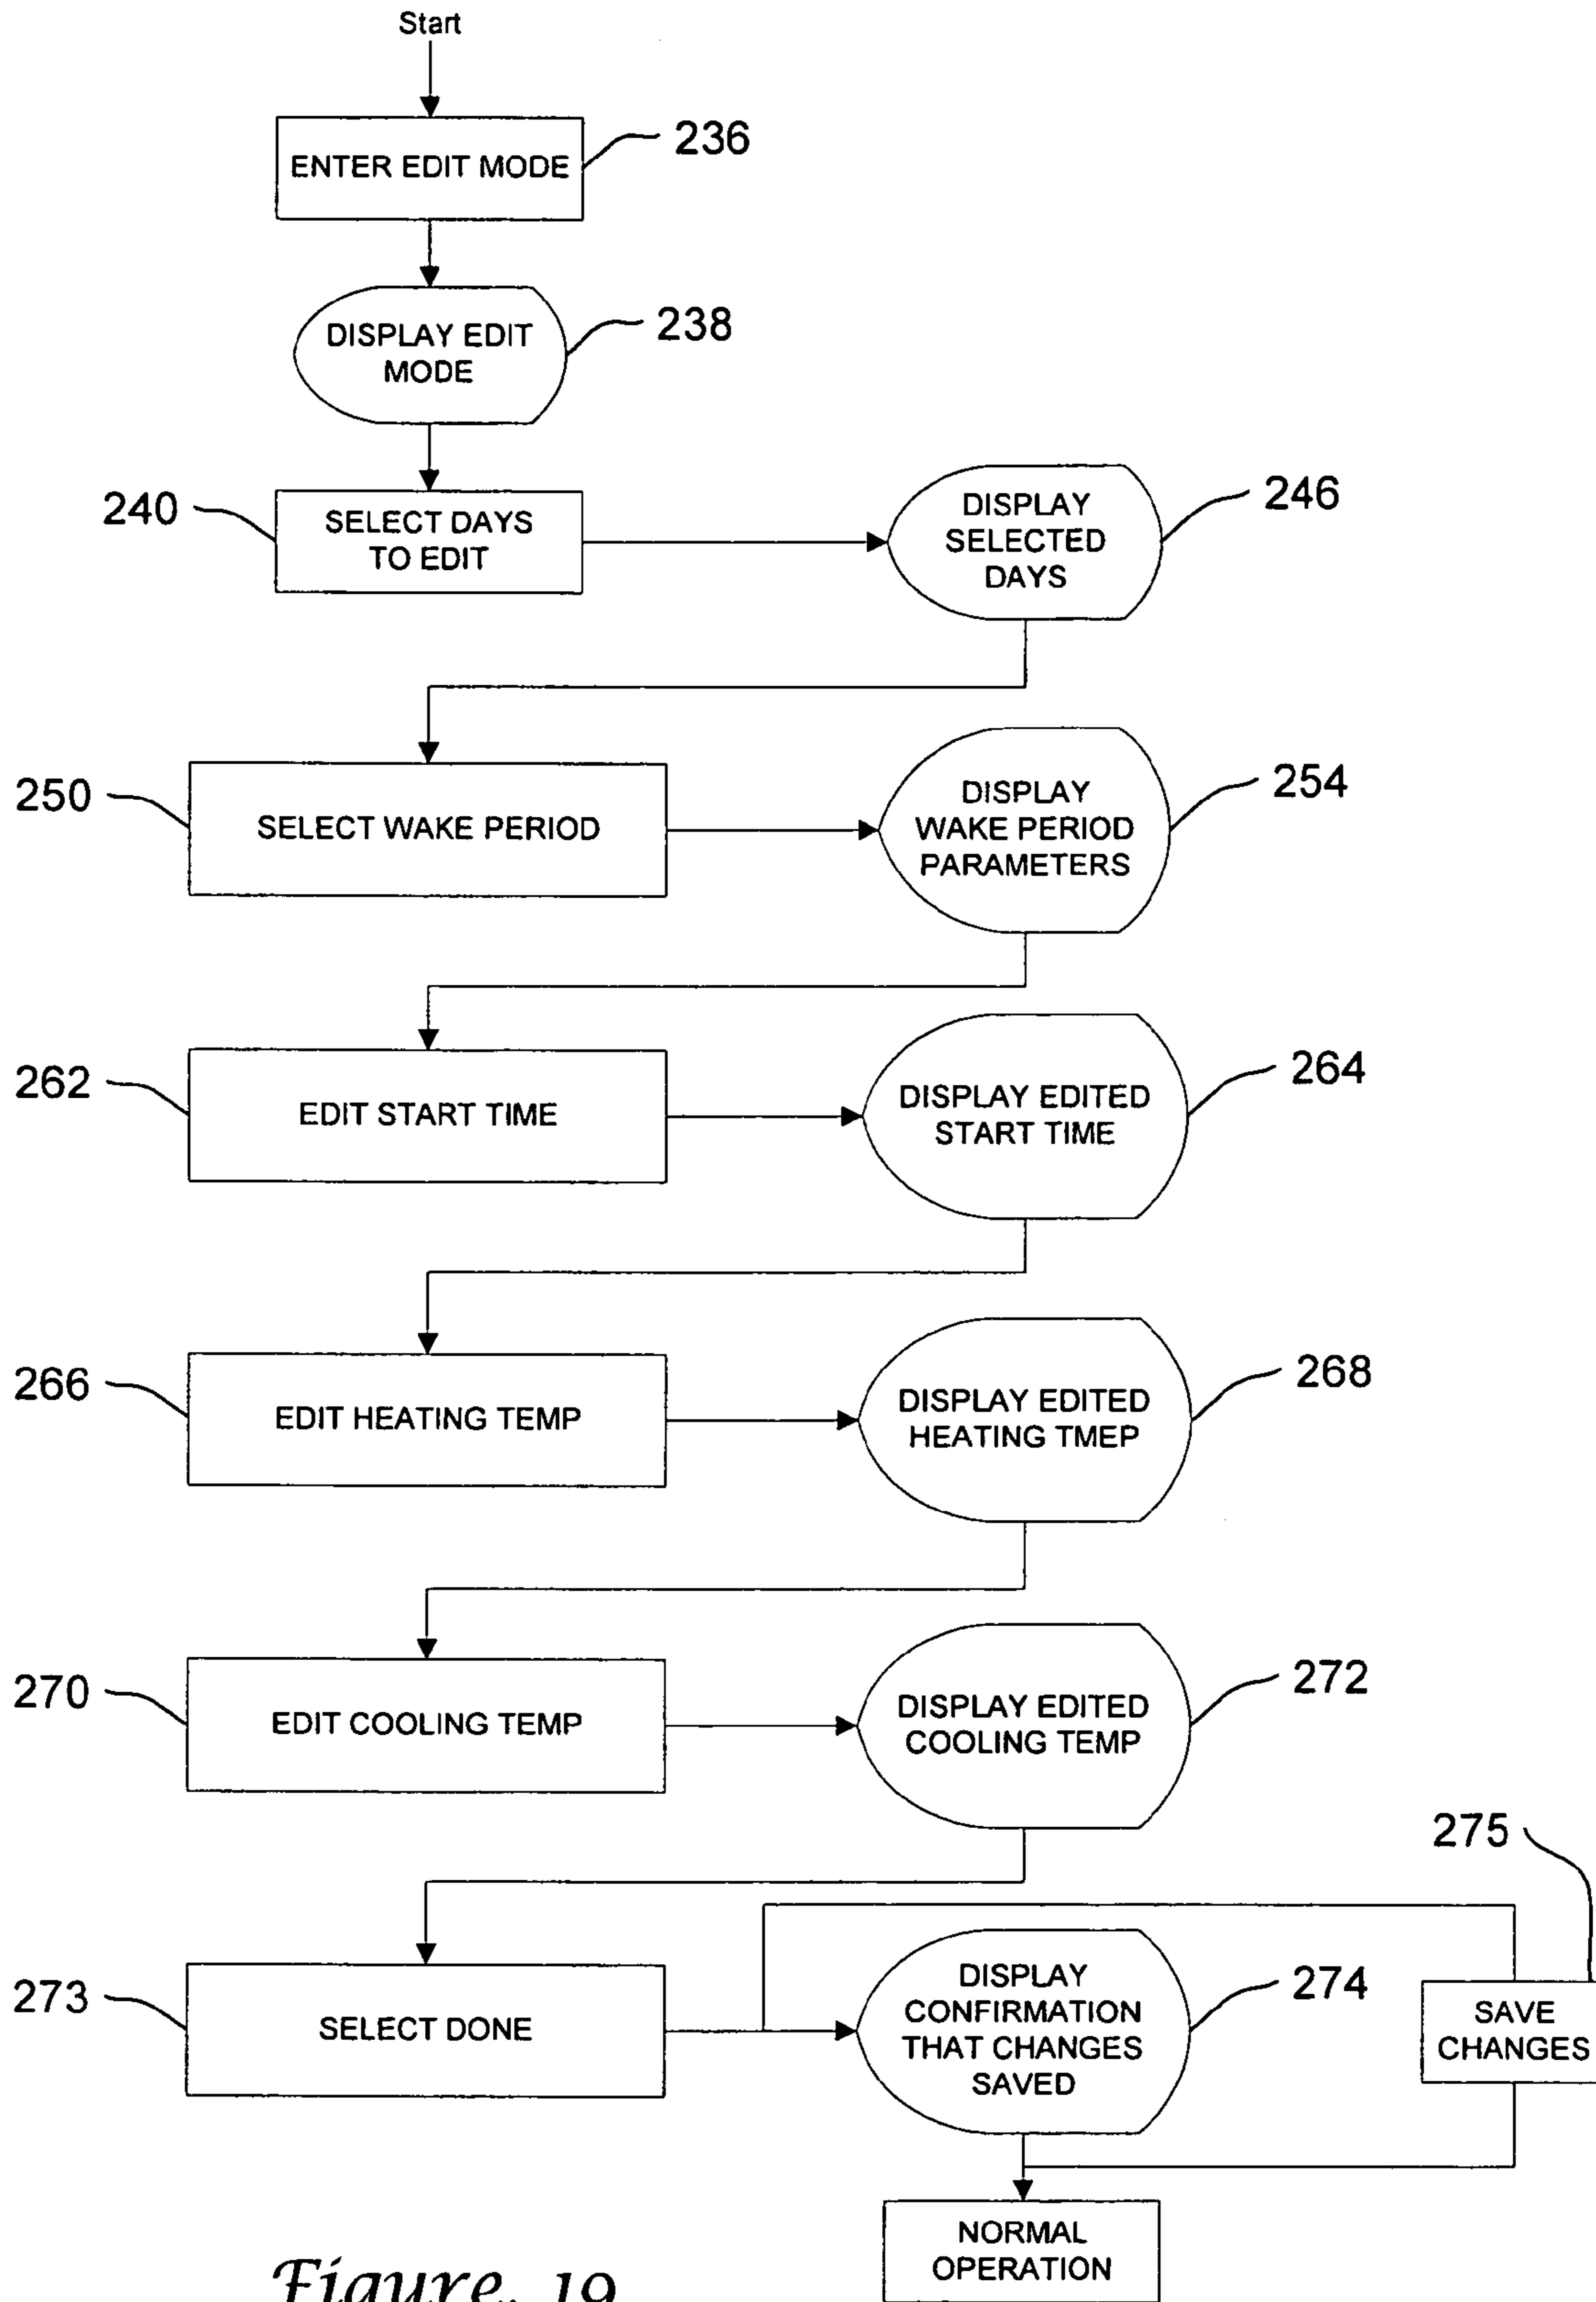 Start
ENTER EDIT MODE
236
DISPLAY EDIT
MODE
238
240
SELECT DAYS
TO EDIT
DISPLAY
SELECTED
DAYS
246
250
SELECT WAKE PERIOD
DISPLAY
WAKE PERIOD
PARAMETERS
254
262
EDIT START TIME
DISPLAY EDITED
START TIME
264
266
EDIT HEATING TEMP
DISPLAY EDITED
HEATING TMEP
268
270
EDIT COOLING TEMP
DISPLAY EDITED
COOLING TEMP
272
273
SELECT DONE
DISPLAY
CONFIRMATION
THAT CHANGES
SAVED
274
275
SAVE
CHANGES
NORMAL
OPERATION
Figure. 19